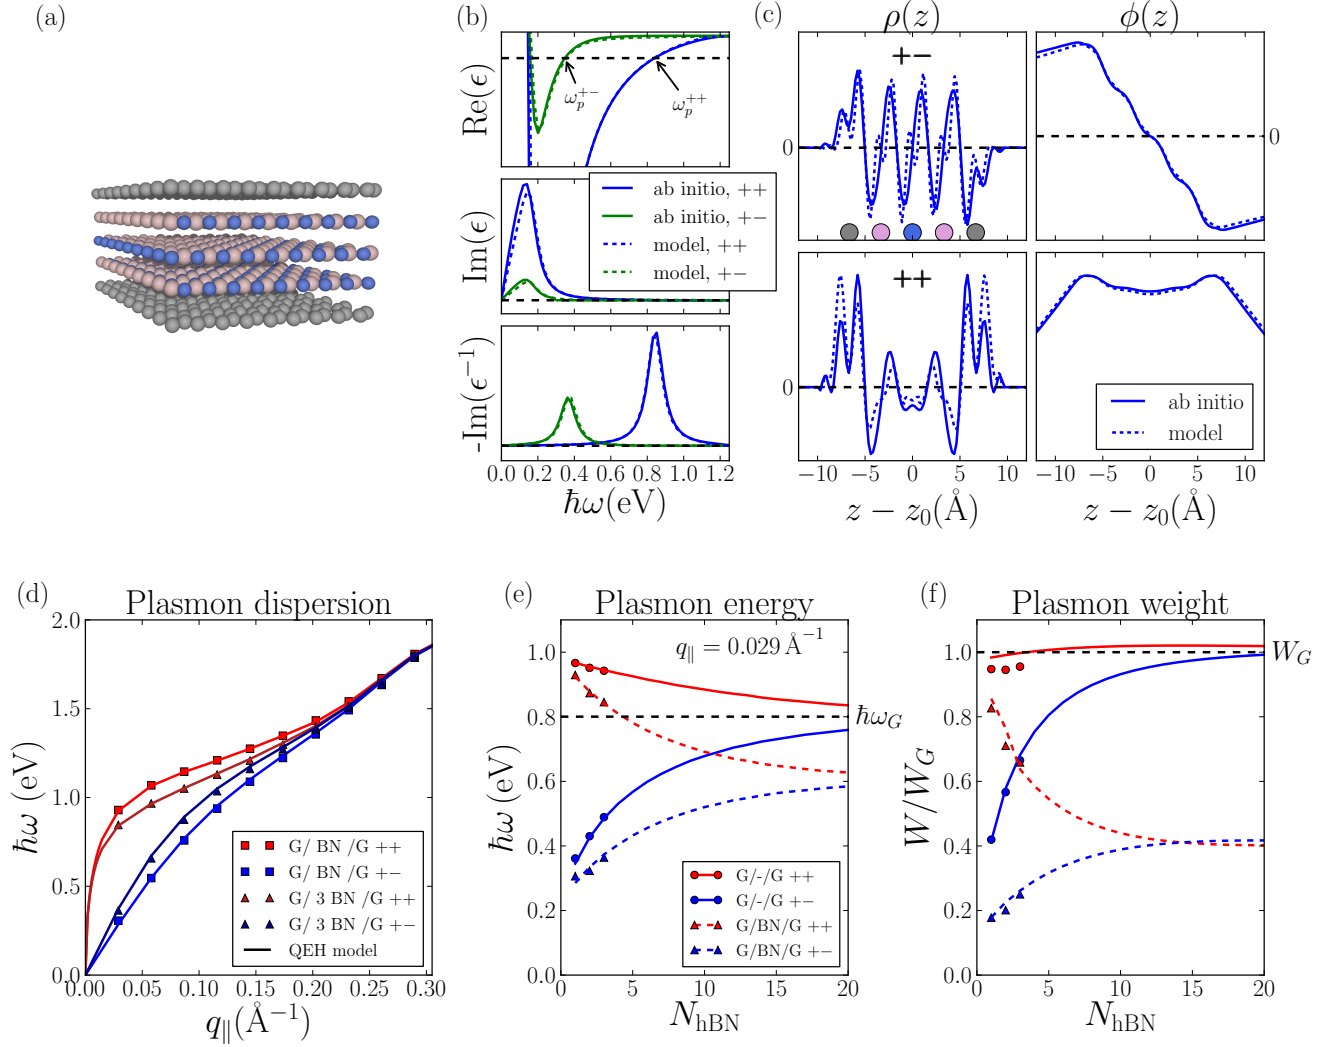 (a)
(b)
Re(ϵ)
ω_p^{+−}
ω_p^{++}
Im(ϵ)
ab initio, ++
ab initio, +-
model, ++
model, +-
-Im(ϵ⁻¹)
0.0 0.2 0.4 0.6 0.8 1.0 1.2
ħω(eV)
(c)
ρ(z)
ϕ(z)
+−
0
0
++
0
ab initio
model
−10 −5 0 5 10
−10 −5 0 5 10
z − z₀(Å)
z − z₀(Å)
(d)
Plasmon dispersion
2.0
1.5
1.0
0.5
0.0
ħω (eV)
G/ BN /G ++
G/ BN /G +−
G/ 3 BN /G ++
G/ 3 BN /G +−
QEH model
0.00 0.05 0.10 0.15 0.20 0.25 0.30
q∥(Å⁻¹)
(e)
Plasmon energy
q∥ = 0.029 Å⁻¹
1.0
0.8
0.6
0.4
0.2
0.0
ħω (eV)
ħω_G
G/-/G ++
G/-/G +−
G/BN/G ++
G/BN/G +−
0 5 10 15 20
N_hBN
(f)
Plasmon weight
1.0
0.8
0.6
0.4
0.2
0.0
W/W_G
W_G
0 5 10 15 20
N_hBN